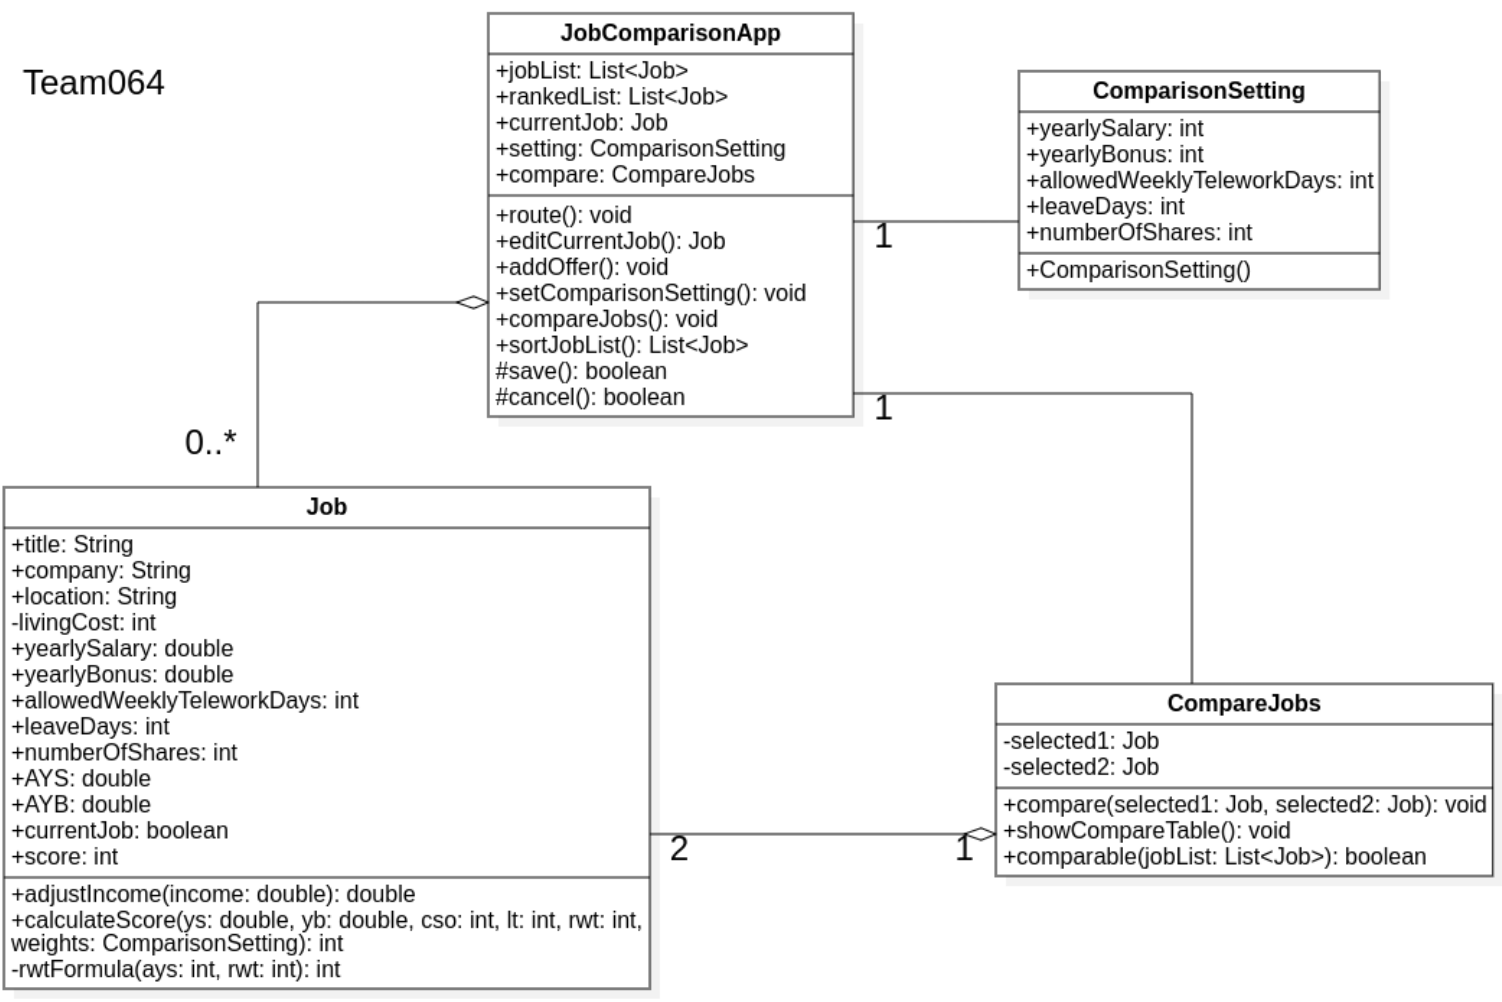 Team064
JobComparisonApp
+jobList: List<Job>
+rankedList: List<Job>
+currentJob: Job
+setting: ComparisonSetting
+compare: CompareJobs
+route(): void
+editCurrentJob(): Job
+addOffer(): void
+setComparisonSetting(): void
+compareJobs(): void
+sortJobList(): List<Job>
#save(): boolean
#cancel(): boolean
ComparisonSetting
+yearlySalary: int
+yearlyBonus: int
+allowedWeeklyTeleworkDays: int
+leaveDays: int
+numberOfShares: int
+ComparisonSetting()
1
1
0..*
Job
+title: String
+company: String
+location: String
-livingCost: int
+yearlySalary: double
+yearlyBonus: double
+allowedWeeklyTeleworkDays: int
+leaveDays: int
+numberOfShares: int
+AYS: double
+AYB: double
+currentJob: boolean
+score: int
+adjustIncome(income: double): double
+calculateScore(ys: double, yb: double, cso: int, lt: int, rwt: int,
weights: ComparisonSetting): int
-rwtFormula(ays: int, rwt: int): int
2
1
CompareJobs
-selected1: Job
-selected2: Job
+compare(selected1: Job, selected2: Job): void
+showCompareTable(): void
+comparable(jobList: List<Job>): boolean